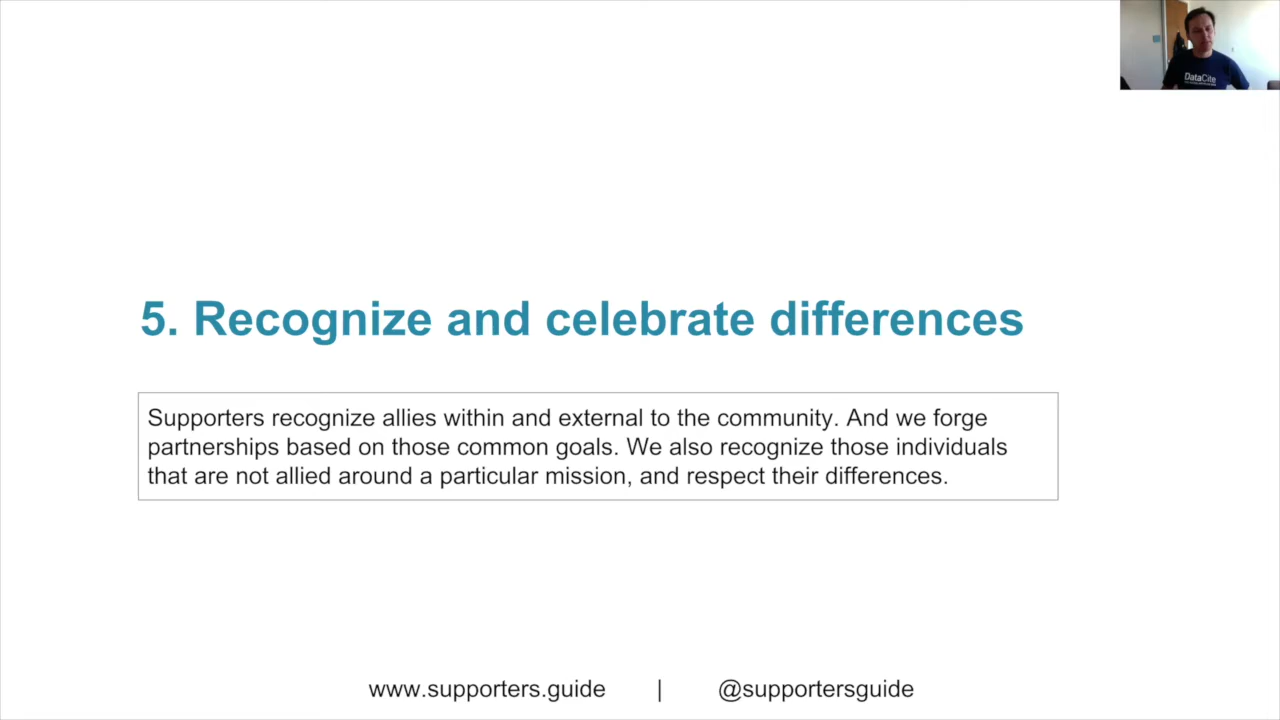 DataCite
5. Recognize and celebrate differences
Supporters recognize allies within and external to the community. And we forge
partnerships based on those common goals. We also recognize those individuals
that are not allied around a particular mission, and respect their differences.
www.supporters.guide | @supportersguide